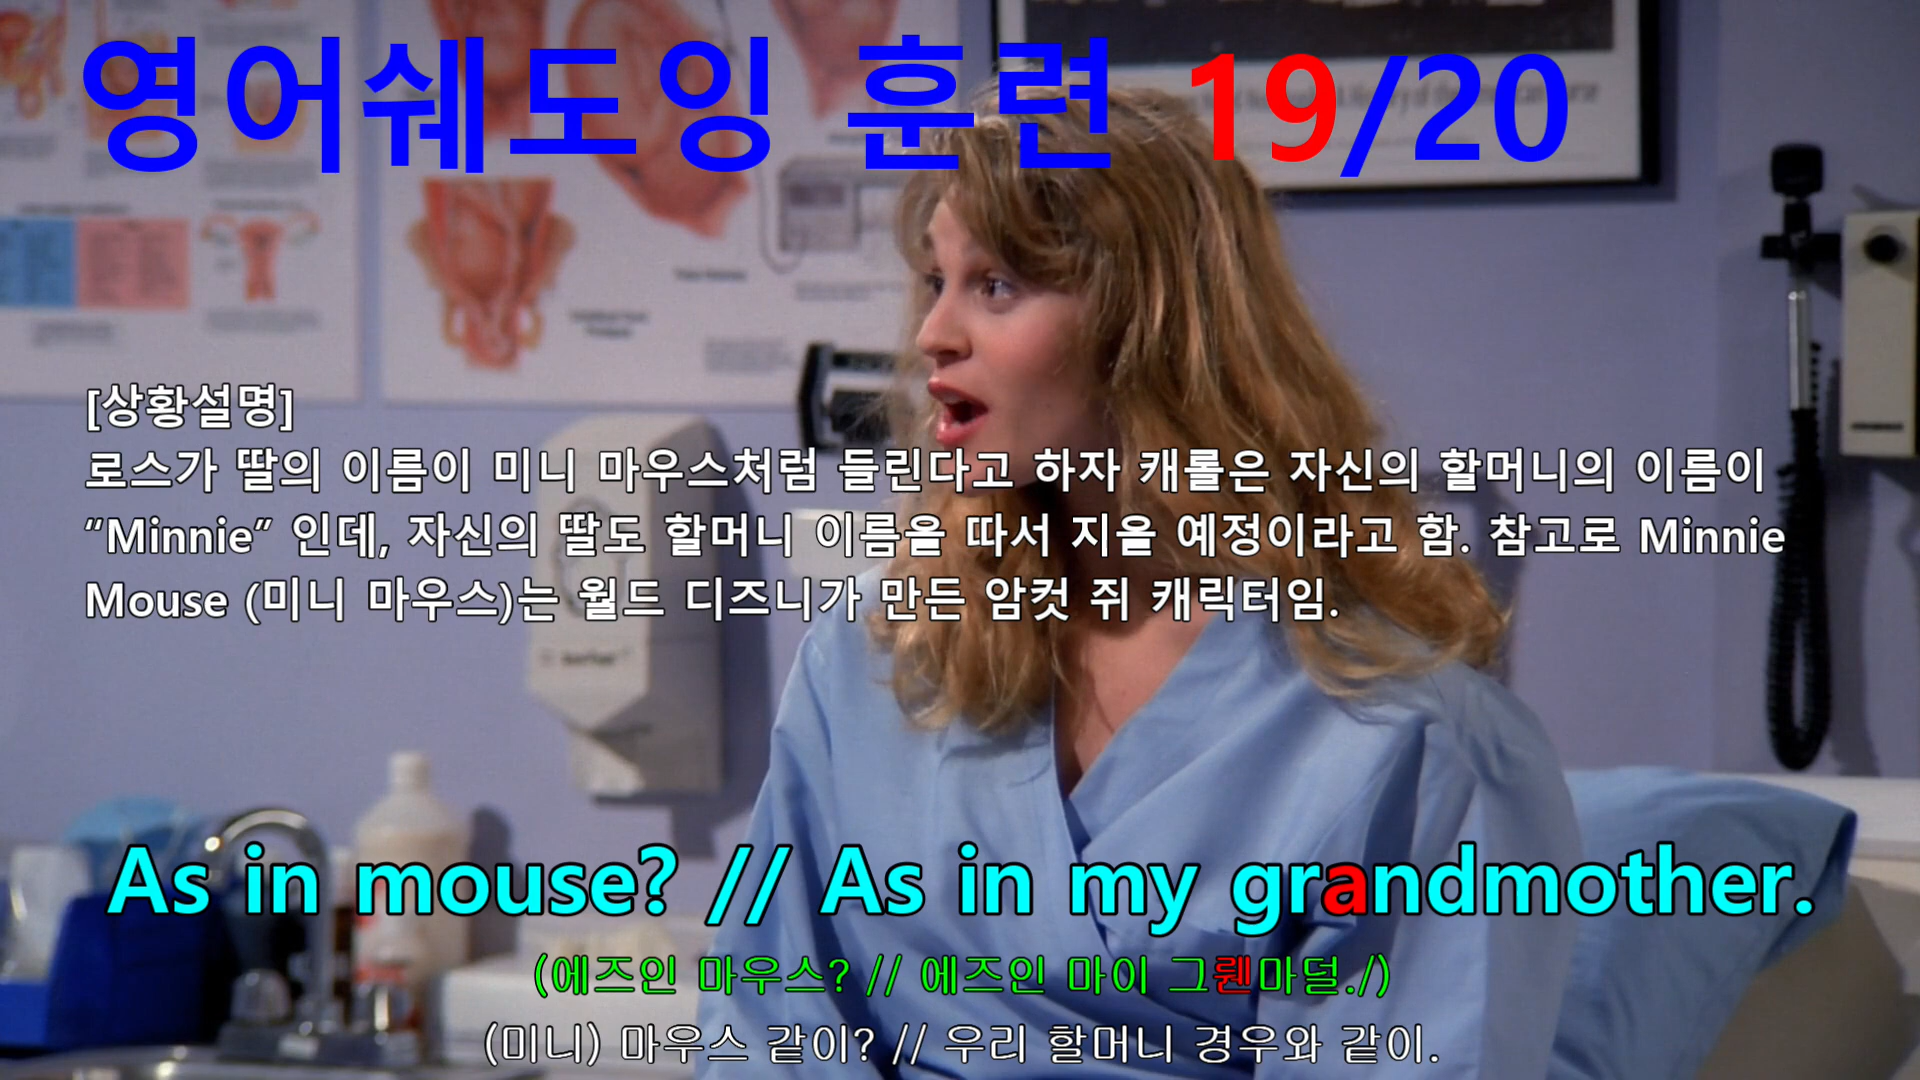 영어쉐도잉 훈련 19/20
[상황설명]
로스가 딸의 이름이 미니 마우스처럼 들린다고 하자 캐롤은 자신의 할머니의 이름이
“Minnie” 인데, 자신의 딸도 할머니 이름을 따서 지을 예정이라고 함. 참고로 Minnie
Mouse (미니 마우스)는 월드 디즈니가 만든 암컷 쥐 캐릭터임.
As in mouse? // As in my grandmother.
(에즈인 마우스? // 에즈인 마이 그뤤마덜./)
(미니) 마우스 같이? // 우리 할머니 경우와 같이.